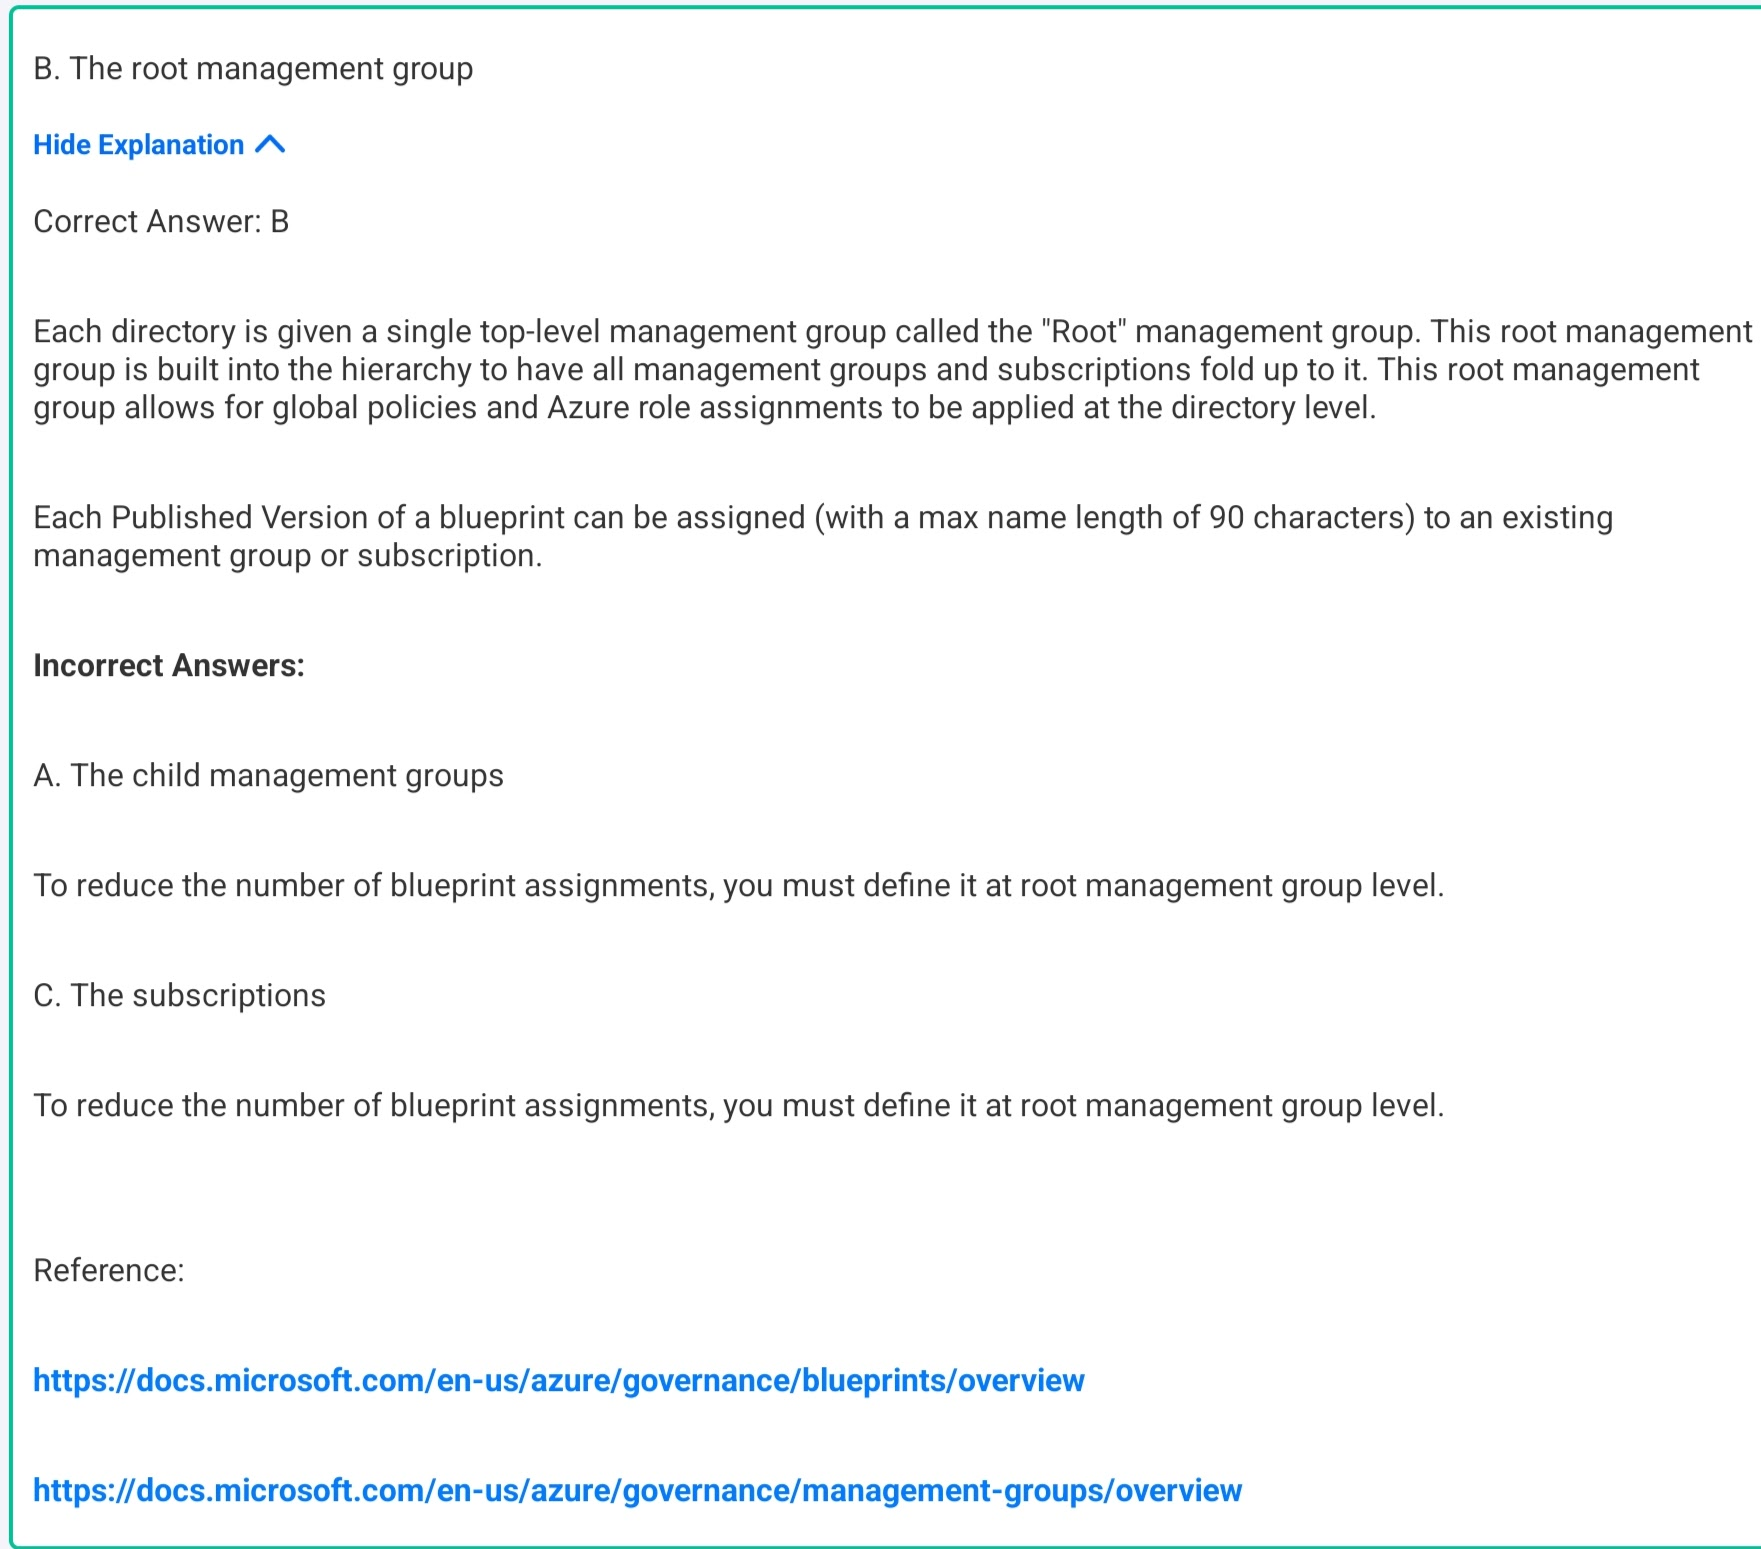 B. The root management group
Hide Explanation
Correct Answer: B
Each directory is given a single top-level management group called the "Root" management group. This root management
group is built into the hierarchy to have all management groups and subscriptions fold up to it. This root management
group allows for global policies and Azure role assignments to be applied at the directory level.
Each Published Version of a blueprint can be assigned (with a max name length of 90 characters) to an existing
management group or subscription.
Incorrect Answers:
A. The child management groups
To reduce the number of blueprint assignments, you must define it at root management group level.
C. The subscriptions
To reduce the number of blueprint assignments, you must define it at root management group level.
Reference:
https://docs.microsoft.com/en-us/azure/governance/blueprints/overview
https://docs.microsoft.com/en-us/azure/governance/management-groups/overview